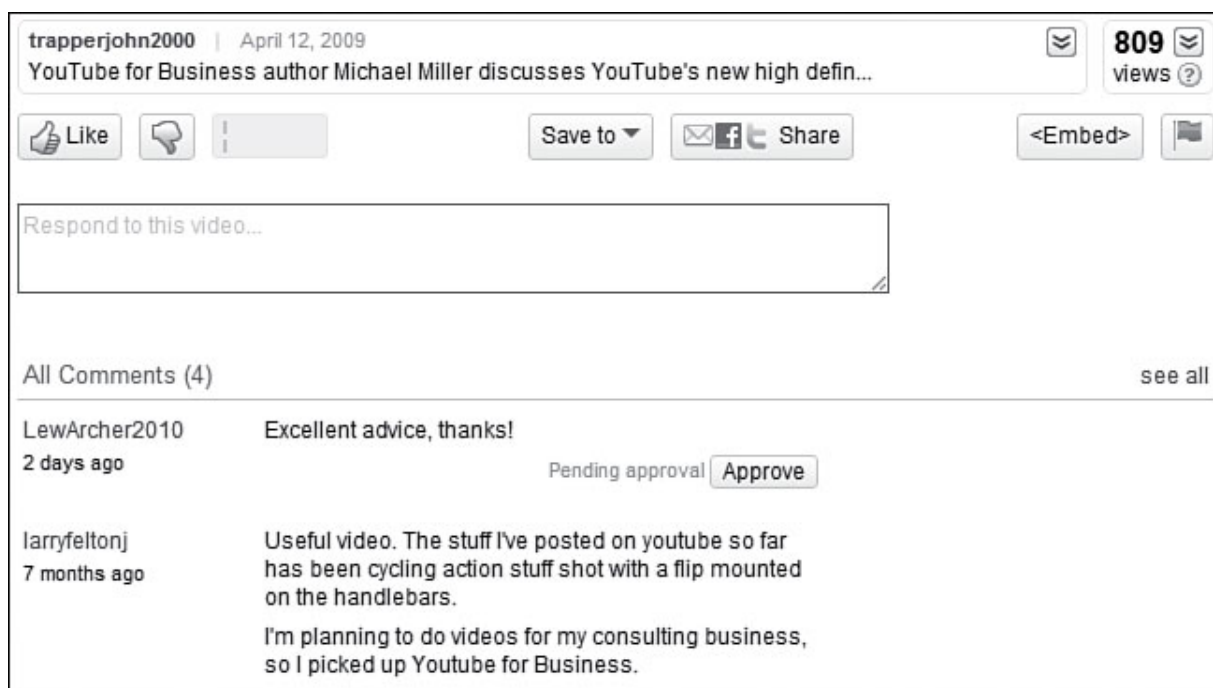 trapperjohn2000 | April 12, 2009
YouTube for Business author Michael Miller discusses YouTube's new high defin...
809
views ?
Like
Save to
f t Share
<Embed>
Respond to this video...
All Comments (4)
see all
LewArcher2010
2 days ago
Excellent advice, thanks!
Pending approval Approve
larryfeltonj
7 months ago
Useful video. The stuff I've posted on youtube so far
has been cycling action stuff shot with a flip mounted
on the handlebars.
I'm planning to do videos for my consulting business,
so I picked up Youtube for Business.